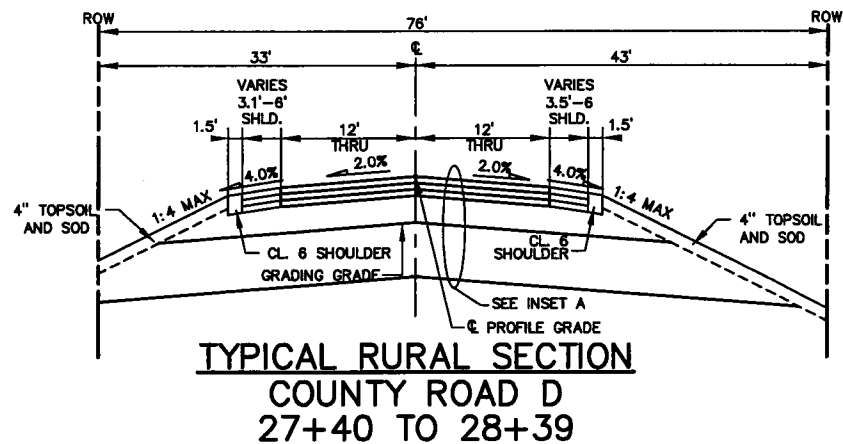 ROW
ROW
76'
℄
33'
43'
VARIES
3.1'-6'
SHLD.
VARIES
3.5'-6
SHLD.
1.5'
12'
THRU
12'
THRU
1.5'
4.0%
2.0%
2.0%
4.0%
1:4 MAX
1:4 MAX
4" TOPSOIL
AND SOD
4" TOPSOIL
AND SOD
CL. 6 SHOULDER
CL. 6
SHOULDER
GRADING GRADE
SEE INSET A
℄ PROFILE GRADE
TYPICAL RURAL SECTION
COUNTY ROAD D
27+40 TO 28+39